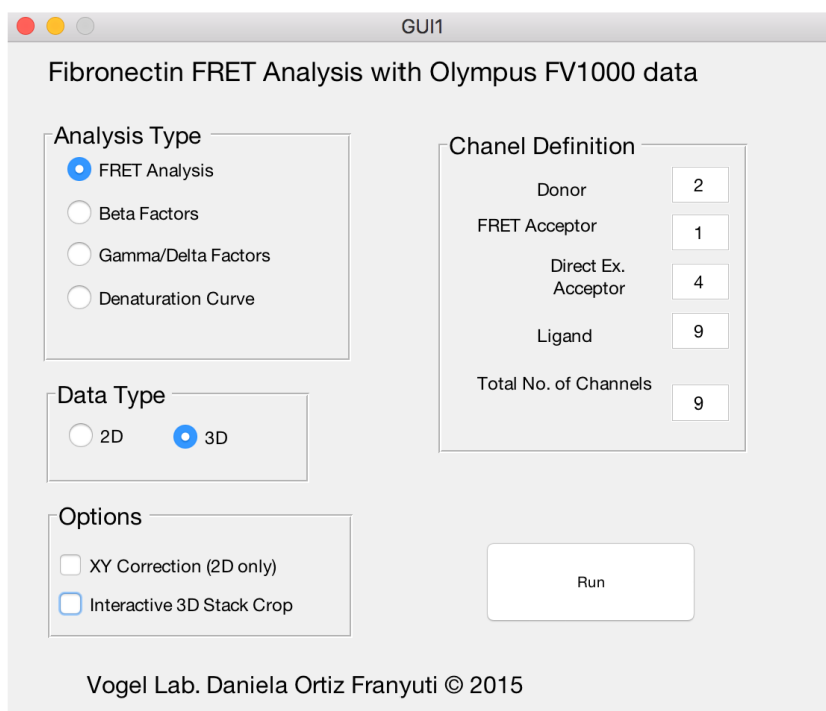 GUI1
Fibronectin FRET Analysis with Olympus FV1000 data
Analysis Type
FRET Analysis
Beta Factors
Gamma/Delta Factors
Denaturation Curve
Chanel Definition
Donor 2
FRET Acceptor 1
Direct Ex.
Acceptor 4
Ligand 9
Total No. of Channels 9
Data Type
2D 3D
Options
XY Correction (2D only)
Interactive 3D Stack Crop
Run
Vogel Lab. Daniela Ortiz Franyuti © 2015